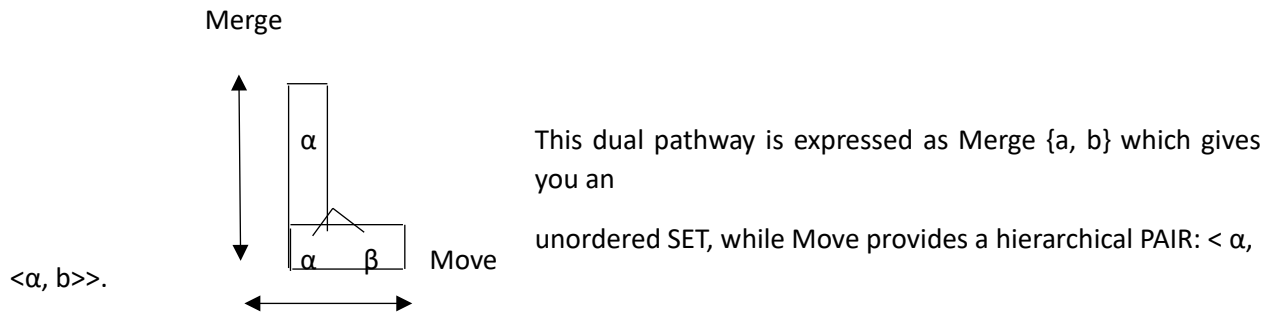 Merge
α
This dual pathway is expressed as Merge {a, b} which gives
you an
α β Move
unordered SET, while Move provides a hierarchical PAIR: < α,
<α, b>>.